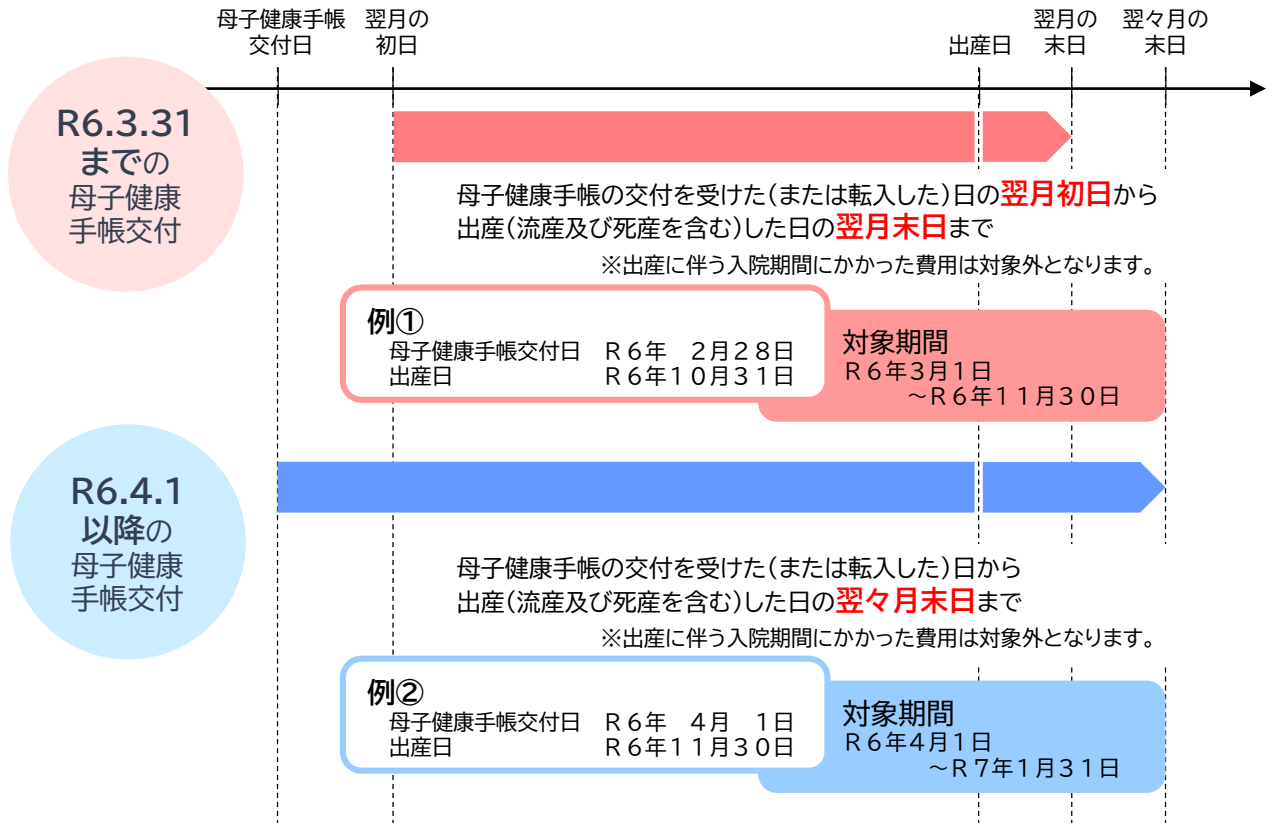 母子健康手帳
交付日
翌月の
初日
出産日
翌月の
末日
翌々月の
末日
R6.3.31
までの
母子健康
手帳交付
母子健康手帳の交付を受けた(または転入した)日の翌月初日から
出産(流産及び死産を含む)した日の翌月末日まで
※出産に伴う入院期間にかかった費用は対象外となります。
例①
母子健康手帳交付日 R6年 2月28日
出産日 R6年10月31日
対象期間
R6年3月1日
~R6年11月30日
R6.4.1
以降の
母子健康
手帳交付
母子健康手帳の交付を受けた(または転入した)日から
出産(流産及び死産を含む)した日の翌々月末日まで
※出産に伴う入院期間にかかった費用は対象外となります。
例②
母子健康手帳交付日 R6年 4月 1日
出産日 R6年11月30日
対象期間
R6年4月1日
~R7年1月31日